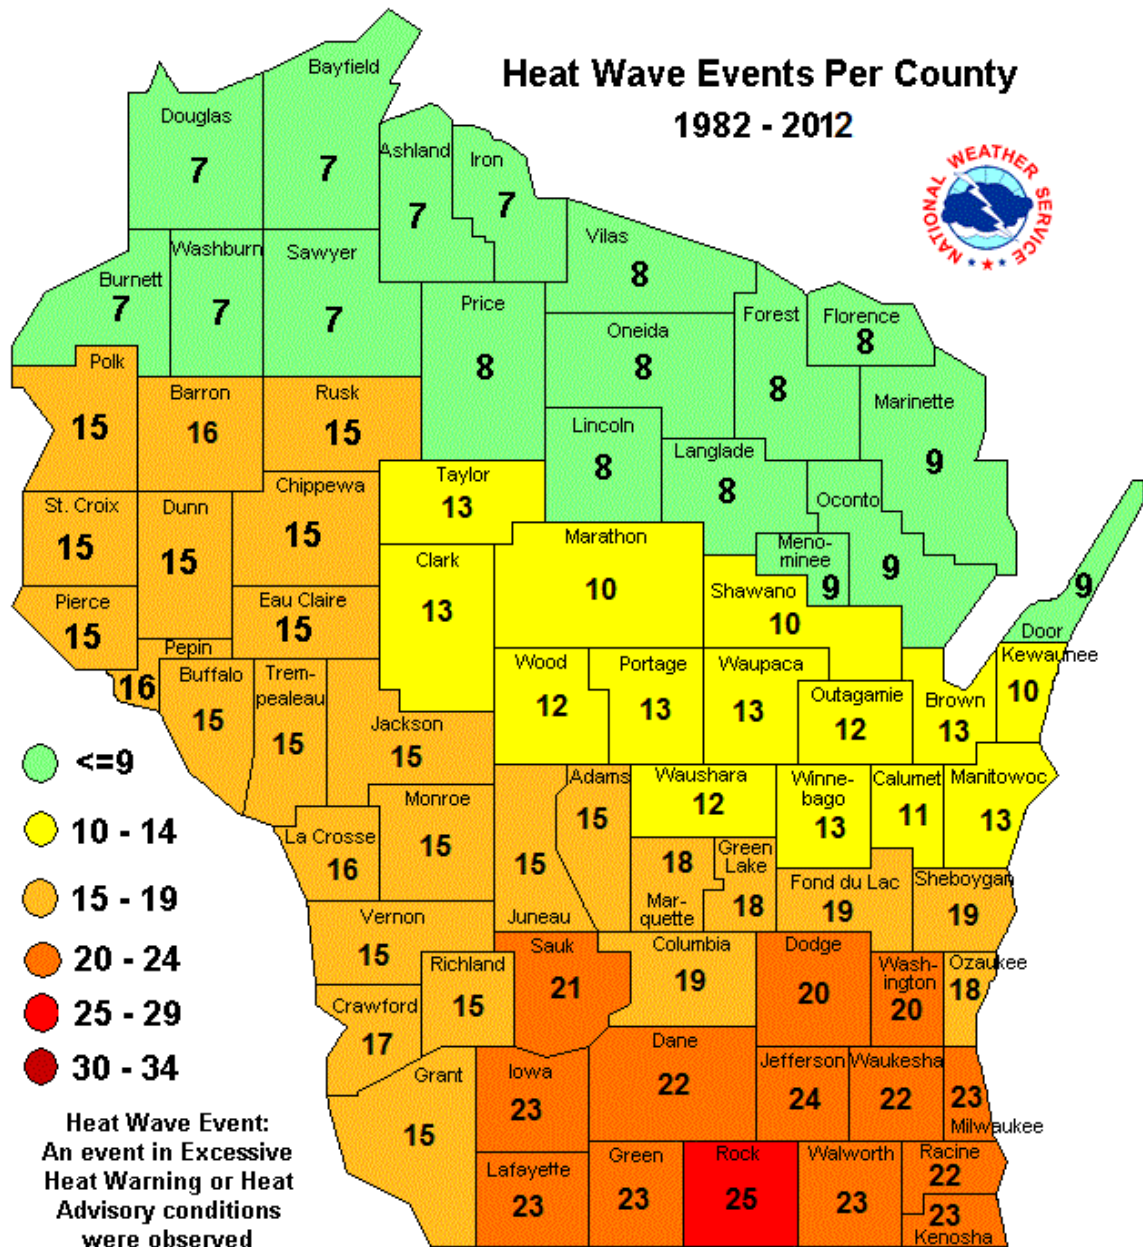 Heat Wave Events Per County
1982 - 2012
NATIONAL WEATHER SERVICE
Bayfield
7
Douglas
7
Ashland
7
Iron
7
Vilas
8
Burnett
7
Washburn
7
Sawyer
7
Price
8
Oneida
8
Forest
8
Florence
8
Polk
15
Barron
16
Rusk
15
Lincoln
8
Langlade
8
Marinette
9
Taylor
13
Chippewa
15
St. Croix
15
Dunn
15
Oconto
9
Clark
13
Marathon
10
Meno-
minee
9
Shawano
10
Door
9
Pierce
15
Eau Claire
15
Pepin
16
Buffalo
15
Trem-
pealeau
15
Jackson
15
Wood
12
Portage
13
Waupaca
13
Outagamie
12
Brown
13
Kewaunee
10
Monroe
15
La Crosse
16
Juneau
15
Adams
15
Waushara
12
Winne-
bago
13
Calumet
11
Manitowoc
13
18
Mar-
quette
Green
Lake
18
Fond du Lac
19
Sheboygan
19
Vernon
15
Richland
15
Sauk
21
Columbia
19
Dodge
20
Wash-
ington
20
Ozaukee
18
Crawford
17
Grant
15
Iowa
23
Dane
22
Jefferson
24
Waukesha
22
23
Milwaukee
Lafayette
23
Green
23
Rock
25
Walworth
23
Racine
22
23
Kenosha
<=9
10 - 14
15 - 19
20 - 24
25 - 29
30 - 34
Heat Wave Event:
An event in Excessive
Heat Warning or Heat
Advisory conditions
were observed